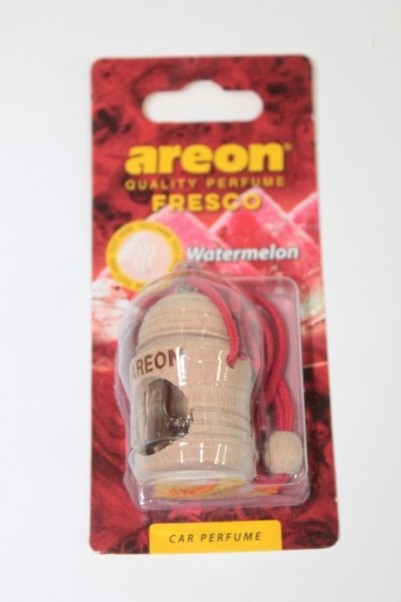 areon®
QUALITY PERFUME
FRESCO
Watermelon
AREON
CAR PERFUME